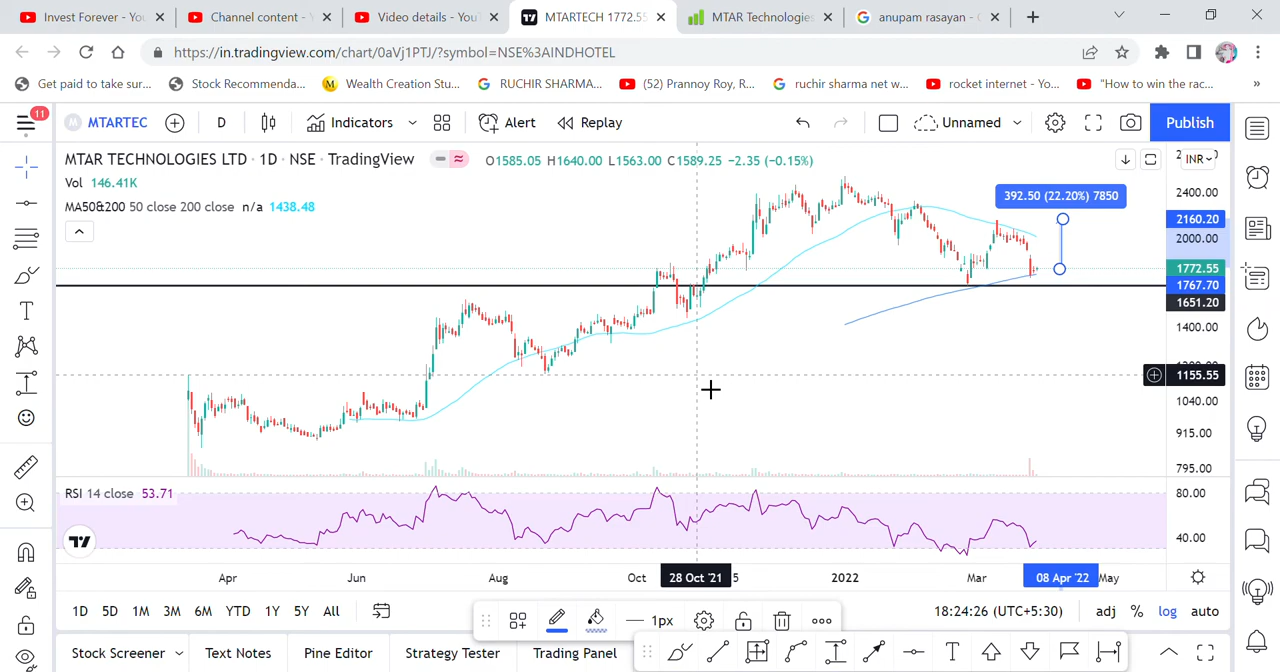 Invest Forever - You
Channel content -
Video details - You
MTARTECH 1772.55
MTAR Technologies
anupam rasayan -
https://in.tradingview.com/chart/0aVj1PTJ/?symbol=NSE%3AINDHOTEL
Get paid to take sur...
Stock Recommenda...
Wealth Creation Stu...
RUCHIR SHARMA...
(52) Prannoy Roy, R...
ruchir sharma net w...
rocket internet - Yo...
"How to win the rac...
»
11
MTARTEC
D
Indicators
Alert
Replay
Unnamed
Publish
MTAR TECHNOLOGIES LTD · 1D · NSE · TradingView
O1585.05 H1640.00 L1563.00 C1589.25 −2.35 (−0.15%)
INR
Vol 146.41K
MA50&200 50 close 200 close n/a 1438.48
392.50 (22.20%) 7850
2400.00
2160.20
2000.00
1772.55
1767.70
1651.20
1400.00
1155.55
1040.00
915.00
795.00
RSI 14 close 53.71
80.00
40.00
Apr
Jun
Aug
Oct
28 Oct '21
5
2022
Mar
08 Apr '22
May
1D 5D 1M 3M 6M YTD 1Y 5Y All
1px
18:24:26 (UTC+5:30)
adj % log auto
Stock Screener
Text Notes
Pine Editor
Strategy Tester
Trading Panel